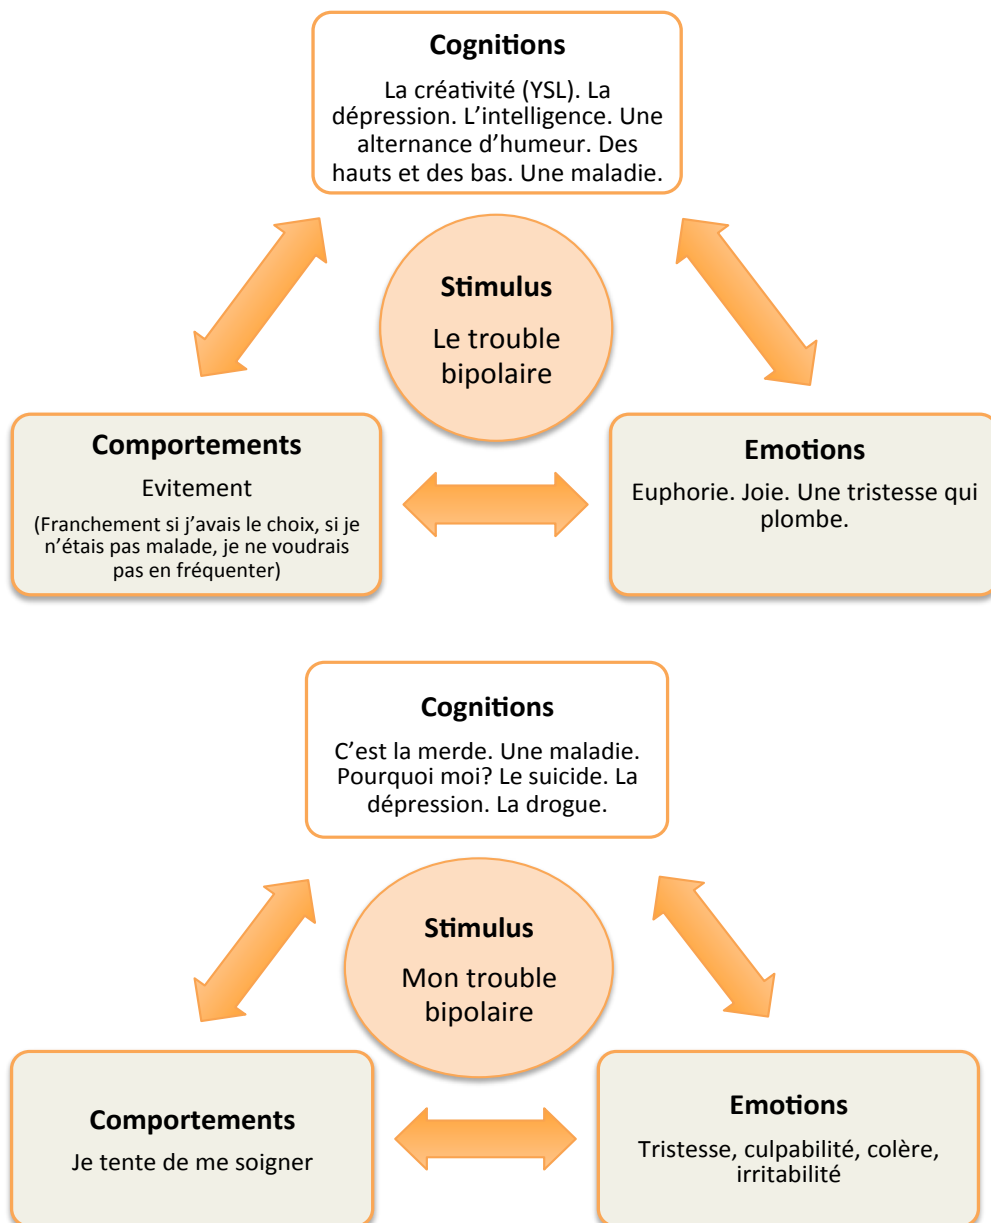 Cognitions
La créativité (YSL). La
dépression. L'intelligence. Une
alternance d'humeur. Des
hauts et des bas. Une maladie.
Stimulus
Le trouble
bipolaire
Comportements
Evitement
(Franchement si j'avais le choix, si je
n'étais pas malade, je ne voudrais
pas en fréquenter)
Emotions
Euphorie. Joie. Une tristesse qui
plombe.
Cognitions
C'est la merde. Une maladie.
Pourquoi moi? Le suicide. La
dépression. La drogue.
Stimulus
Mon trouble
bipolaire
Comportements
Je tente de me soigner
Emotions
Tristesse, culpabilité, colère,
irritabilité